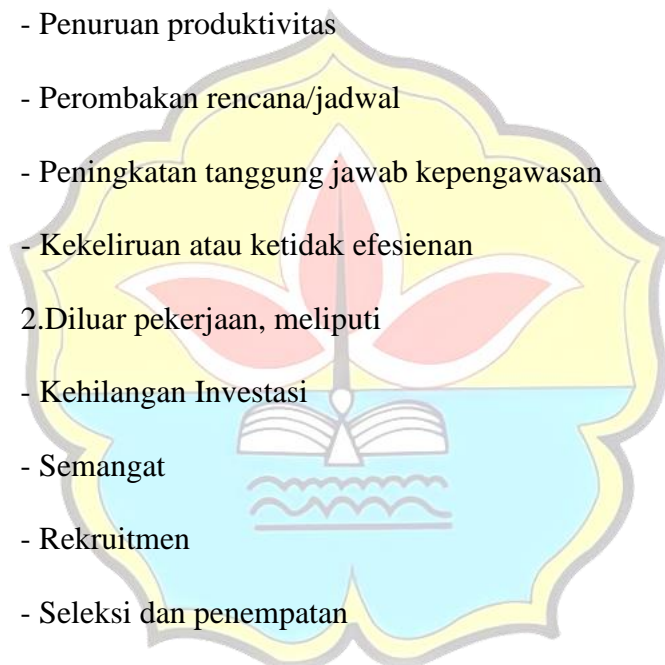 - Penuruan produktivitas
- Perombakan rencana/jadwal
- Peningkatan tanggung jawab kepengawasan
- Kekeliruan atau ketidak efesienan
2.Diluar pekerjaan, meliputi
- Kehilangan Investasi
- Semangat
- Rekruitmen
- Seleksi dan penempatan